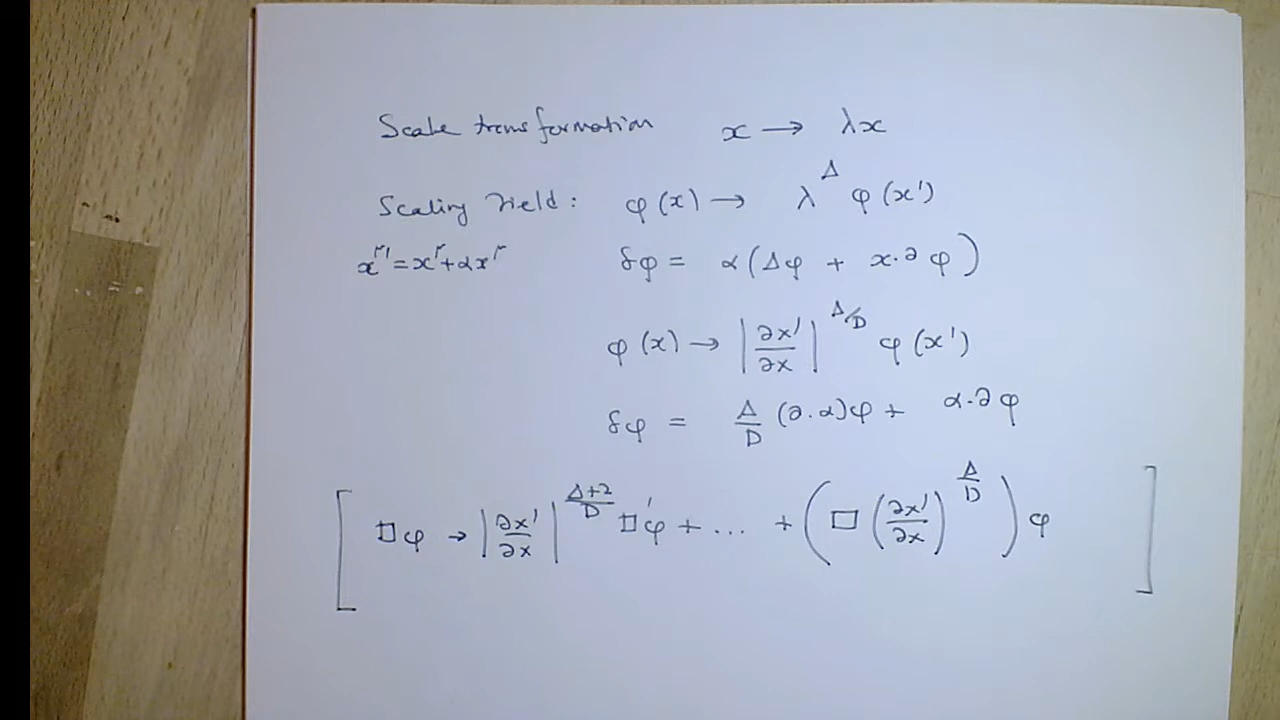 Scale transformation x → λx
Scaling Field: φ(x) → λ^Δ φ(x')
x^μ' = x^μ + αx^μ δφ = α(Δφ + x·∂φ)
φ(x) → |∂x'/∂x|^{Δ/D} φ(x')
δφ = Δ/D (∂·α)φ + α·∂φ
[ □φ → |∂x'/∂x|^{(Δ+2)/D} □'φ + ... + (□(∂x'/∂x)^{Δ/D})φ ]